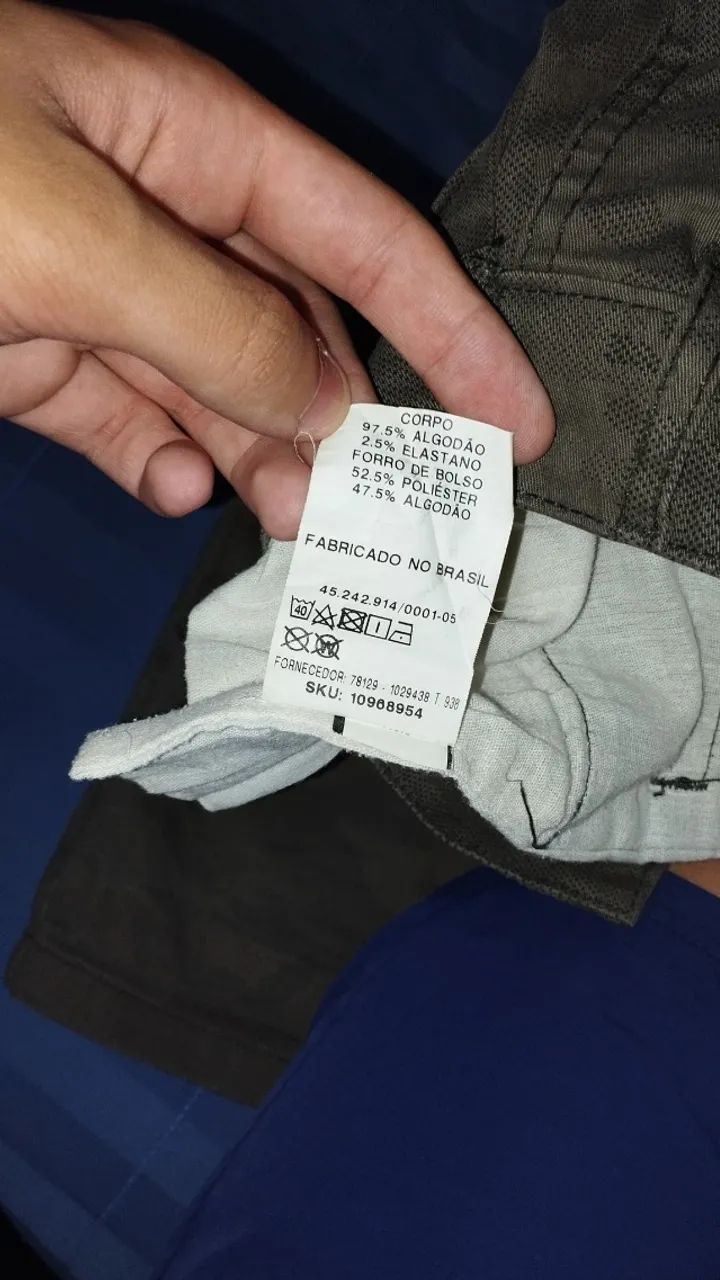 CORPO
97.5% ALGODÃO
2.5% ELASTANO
FORRO DE BOLSO
52.5% POLIÉSTER
47.5% ALGODÃO
FABRICADO NO BRASIL
45.242.914/0001-05
40
W
FORNECEDOR: 78129 - 1029438 T 938
SKU: 10968954